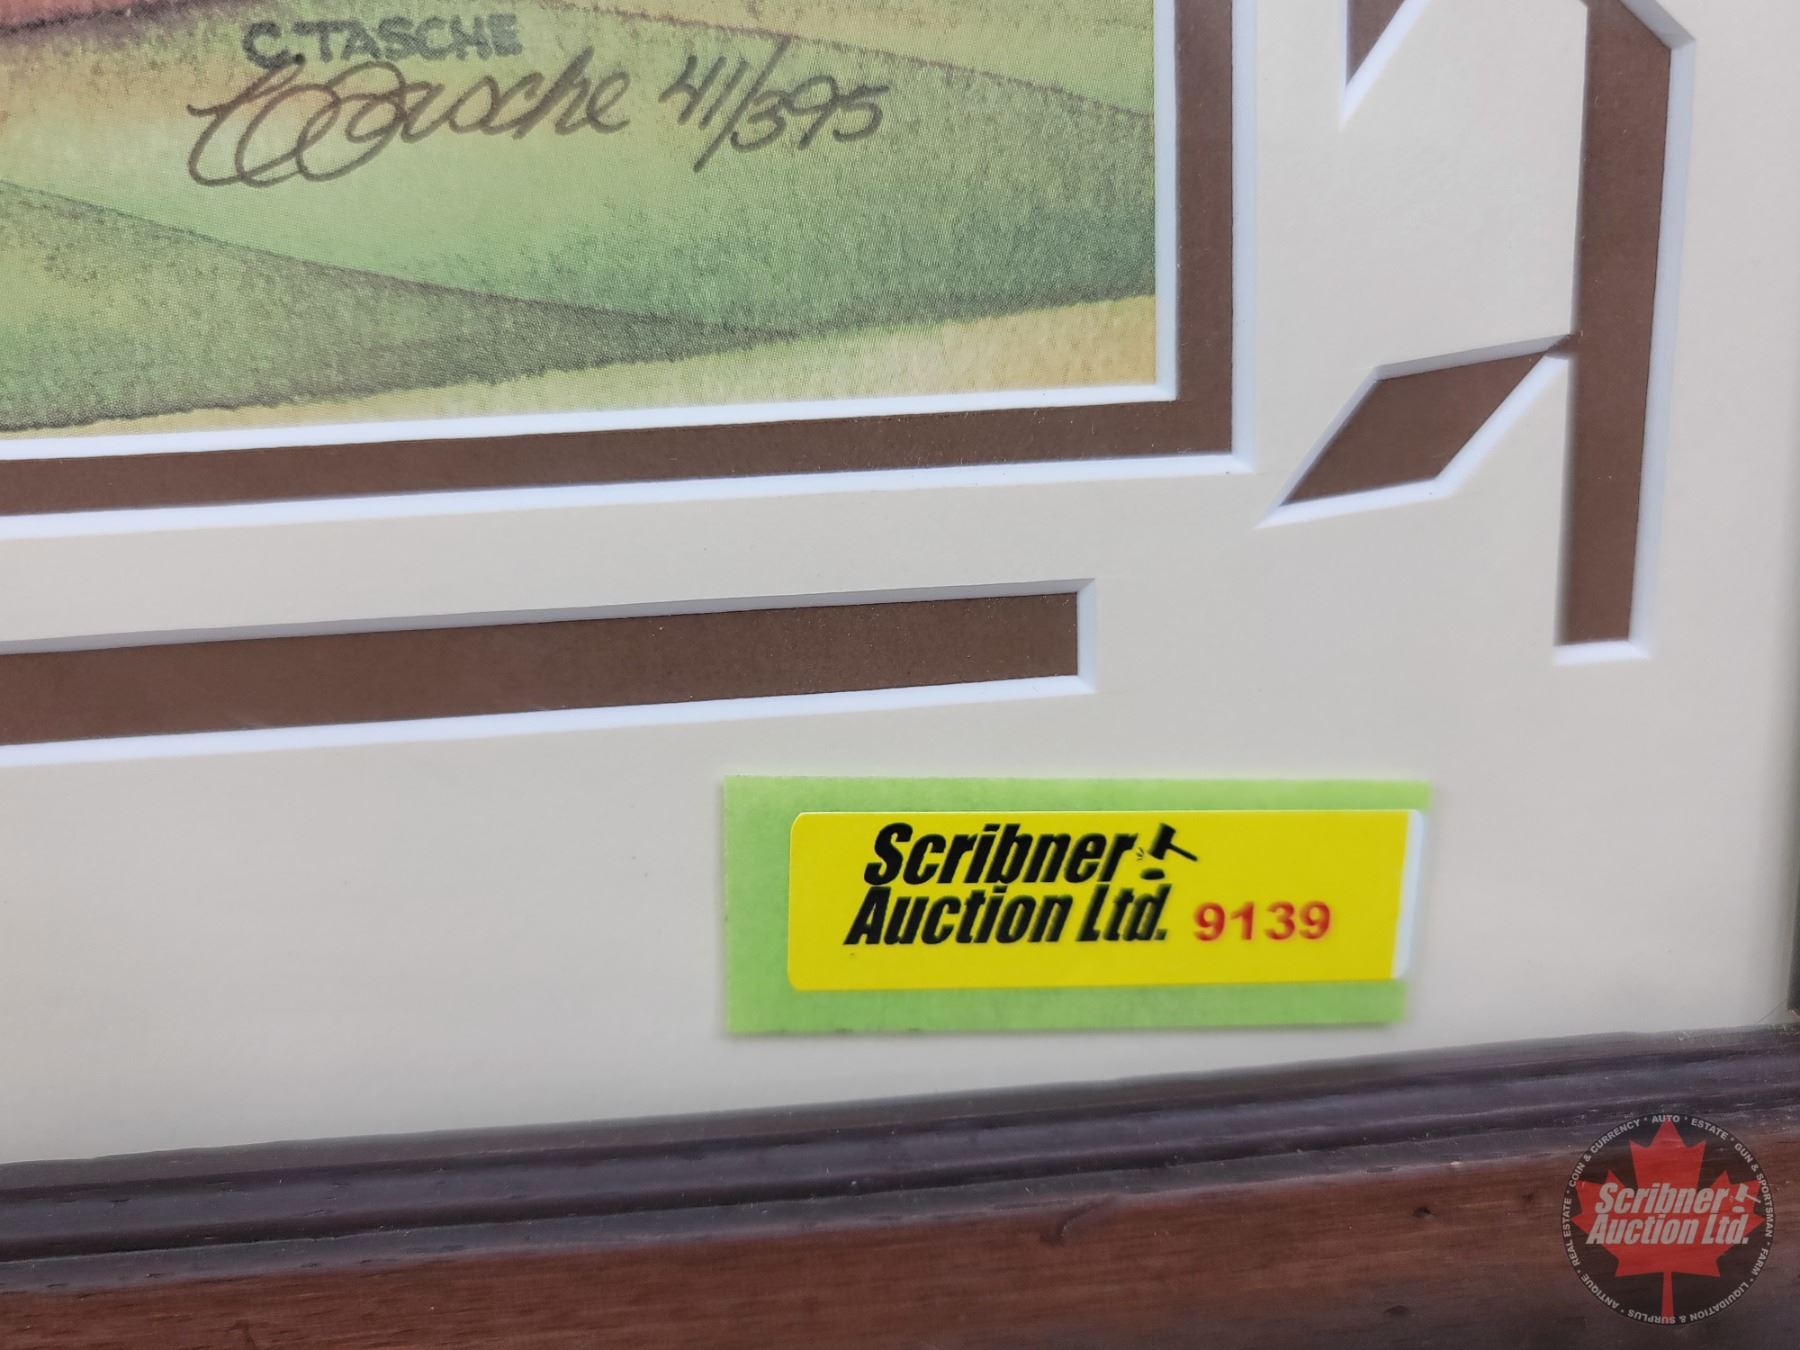 C. TASCHE
C Tasche 41/395
Scribner
Auction Ltd. 9139
COIN & CURRENCY * AUTO * ESTATE * GUN & SPORTSMAN * FARM * LIQUIDATION & SURPLUS * ANTIQUE * REAL ESTATE *
Scribner
Auction Ltd.